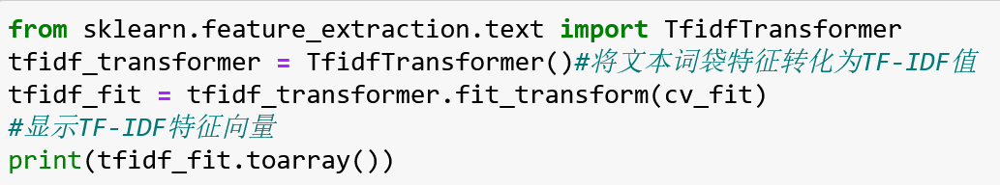 from sklearn.feature_extraction.text import TfidfTransformer
tfidf_transformer = TfidfTransformer()#将文本词袋特征转化为TF-IDF值
tfidf_fit = tfidf_transformer.fit_transform(cv_fit)
#显示TF-IDF特征向量
print(tfidf_fit.toarray())